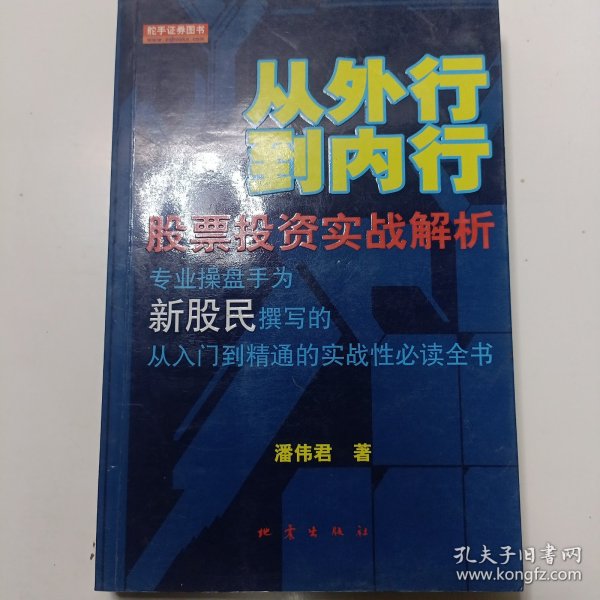 舵手证券图书
从外行
到内行
股票投资实战解析
专业操盘手为
新股民撰写的
从入门到精通的实战性必读全书
潘伟君 著
地震出版社
孔夫子旧书网
www.kongfz.com